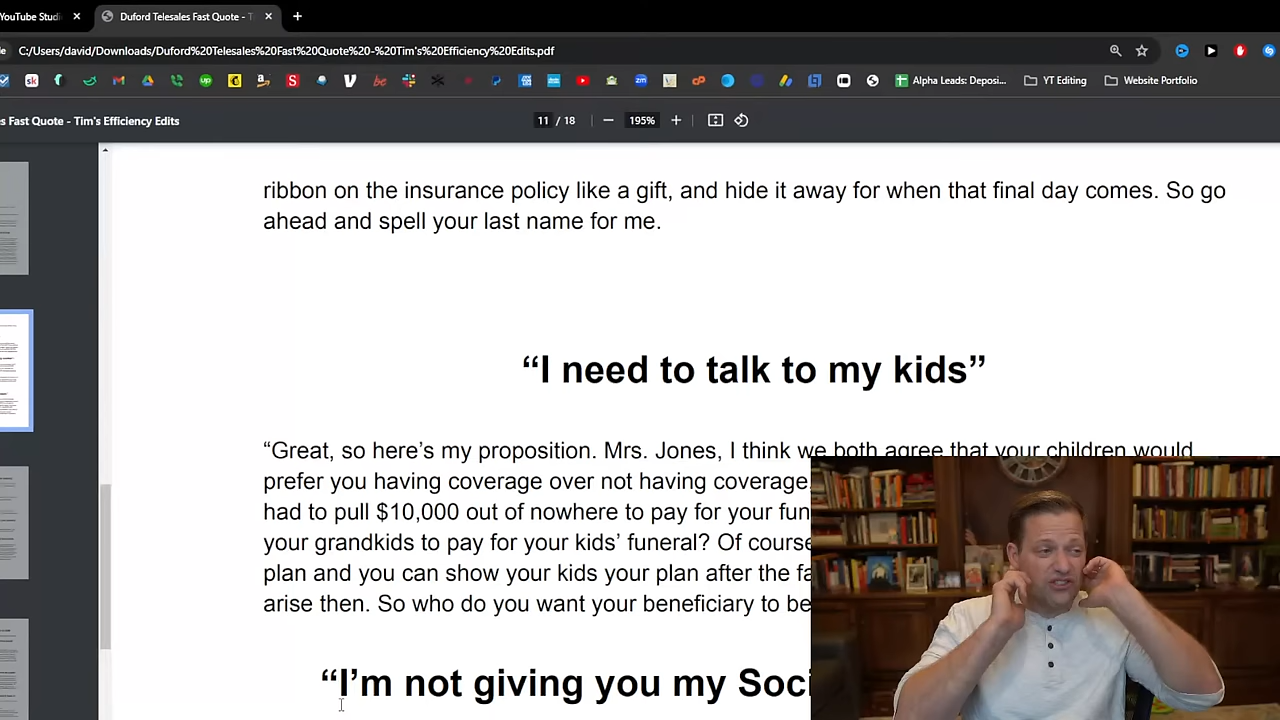 YouTube Studi
Duford Telesales Fast Quote - T
C:/Users/david/Downloads/Duford%20Telesales%20Fast%20Quote%20-%20Tim's%20Efficiency%20Edits.pdf
Alpha Leads: Deposi...
YT Editing
Website Portfolio
s Fast Quote - Tim's Efficiency Edits
11 / 18
195%
ribbon on the insurance policy like a gift, and hide it away for when that final day comes. So go
ahead and spell your last name for me.
“I need to talk to my kids”
“Great, so here’s my proposition. Mrs. Jones, I think we both agree that your children would
prefer you having coverage over not having coverage.
had to pull $10,000 out of nowhere to pay for your fun
your grandkids to pay for your kids’ funeral? Of course
plan and you can show your kids your plan after the fa
arise then. So who do you want your beneficiary to be
“I’m not giving you my Soci